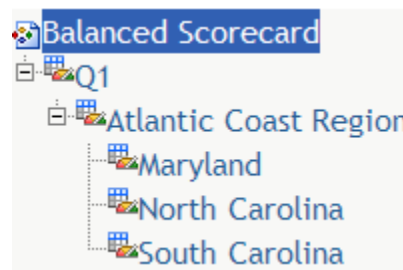 Balanced Scorecard
Q1
Atlantic Coast Region
Maryland
North Carolina
South Carolina